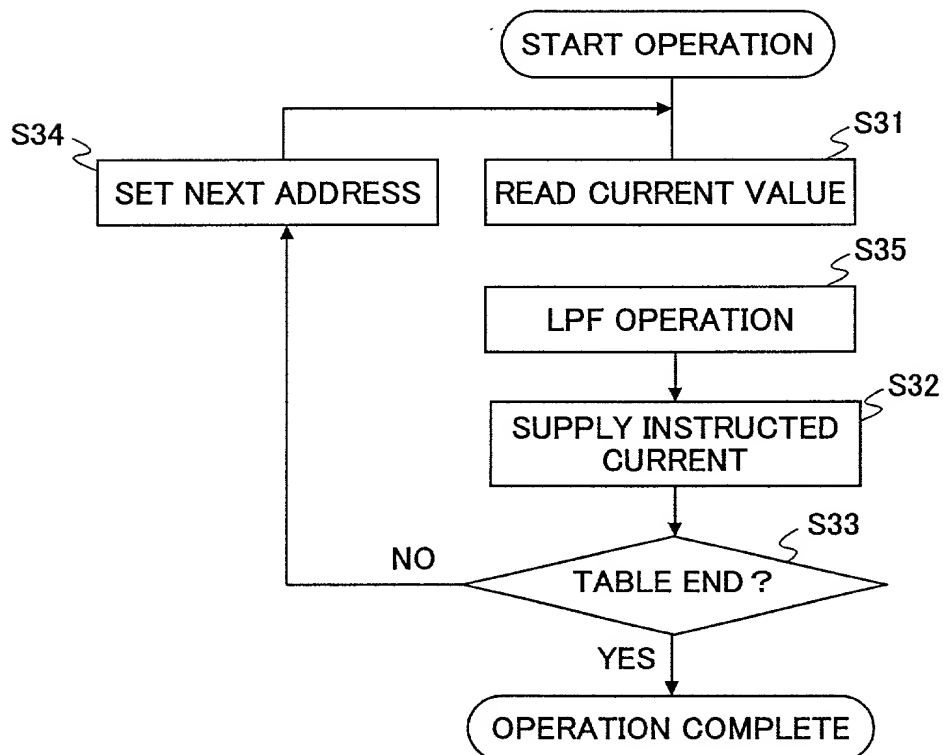 START OPERATION
S34
S31
SET NEXT ADDRESS
READ CURRENT VALUE
S35
LPF OPERATION
S32
SUPPLY INSTRUCTED
CURRENT
S33
NO
TABLE END?
YES
OPERATION COMPLETE